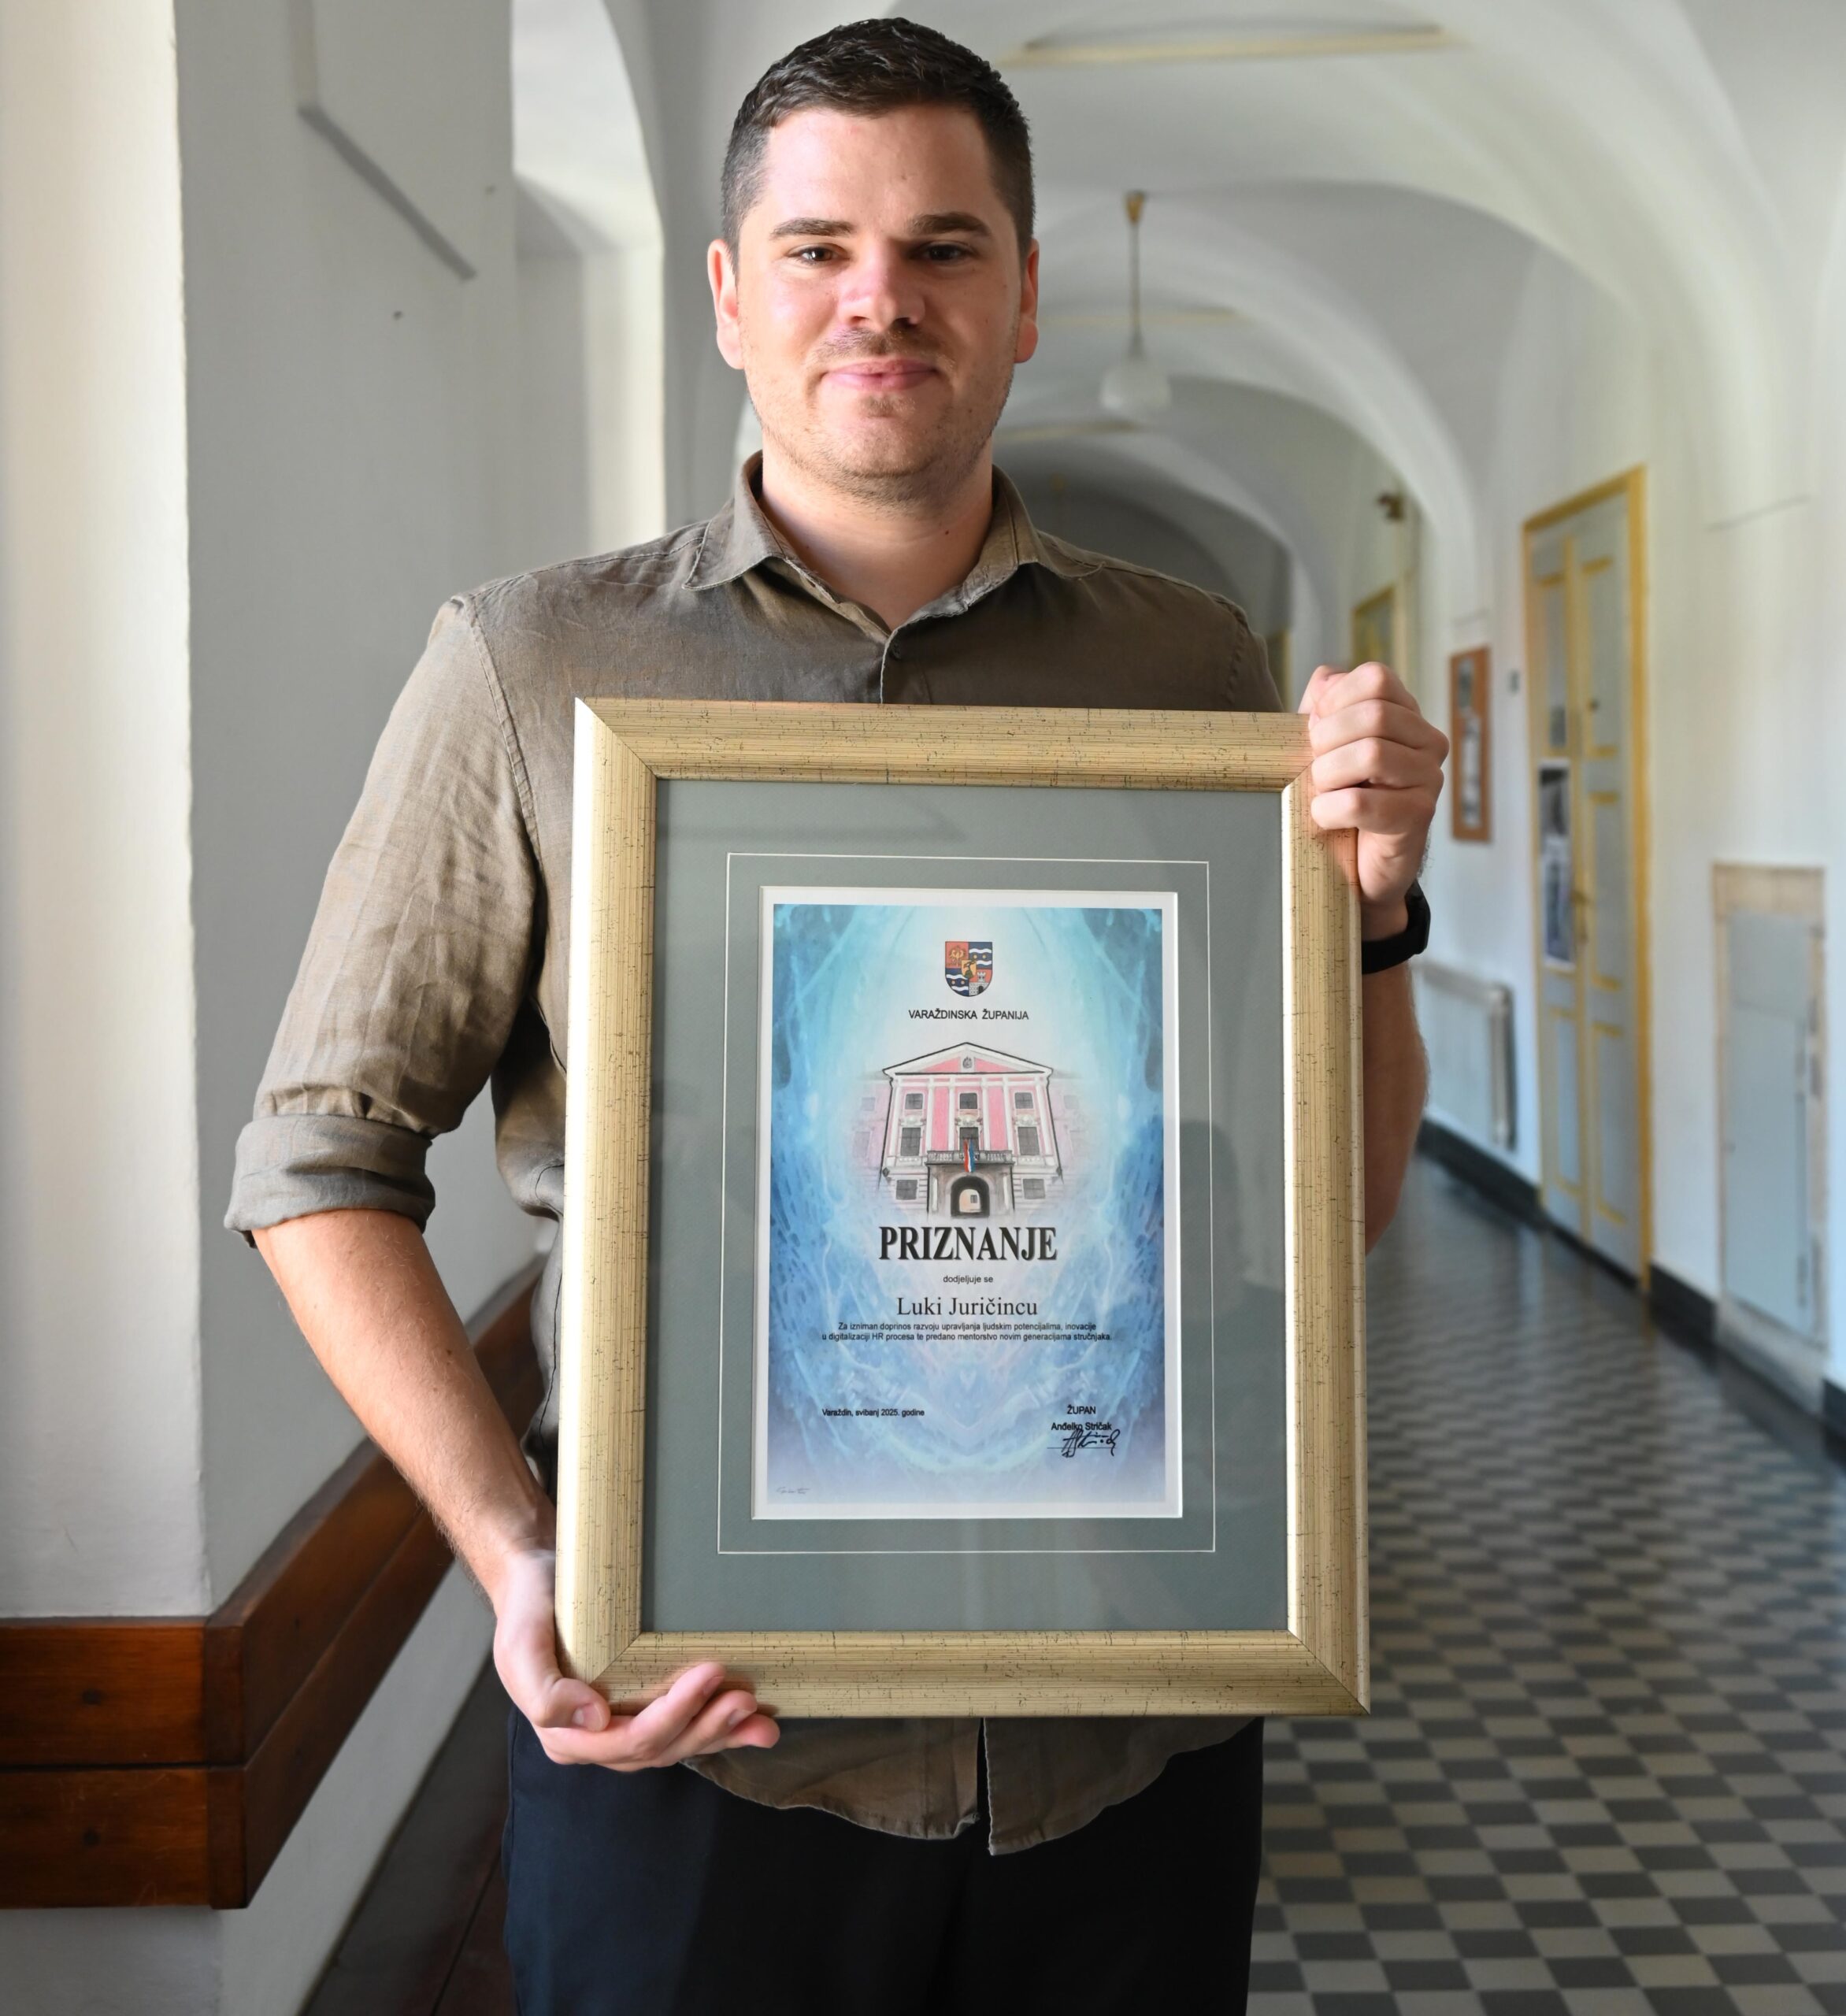 VARAŽDINSKA ŽUPANIJA
PRIZNANJE
dodjeljuje se
Luki Juričincu
Za izniman doprinos razvoju upravljanja ljudskim potencijalima, inovacije
u digitalizaciji HR procesa te predano mentorstvo novim generacijama stručnjaka.
Varaždin, svibanj 2025. godine
ŽUPAN
Anđelko Stričak